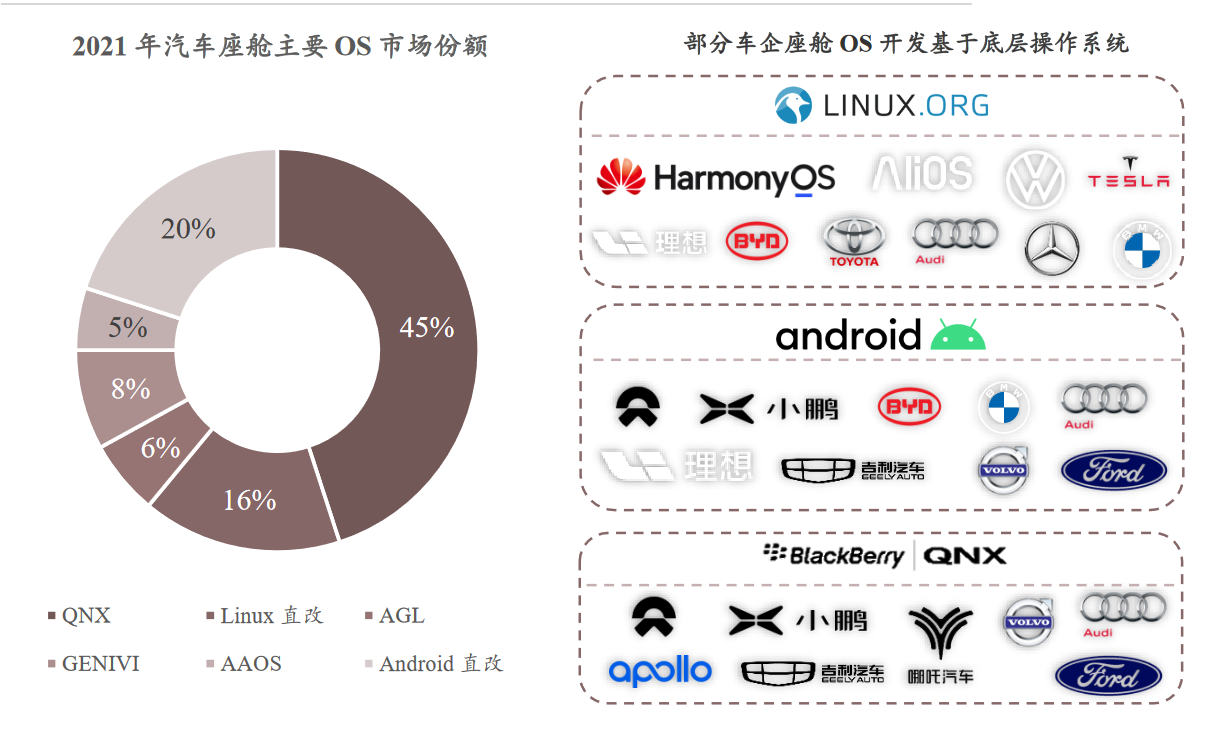 2021 年汽车座舱主要 OS 市场份额
45%
16%
6%
8%
5%
20%
QNX
Linux 直改
AGL
GENIVI
AAOS
Android 直改
部分车企座舱 OS 开发基于底层操作系统
LINUX.ORG
HarmonyOS
AliOS
TESLA
理想
BYD
TOYOTA
Audi
BMW
android
小鹏
BYD
BMW
Audi
理想
吉利汽车
GEELY AUTO
VOLVO
Ford
BlackBerry QNX
小鹏
哪吒汽车
VOLVO
Audi
apollo
吉利汽车
GEELY AUTO
Ford